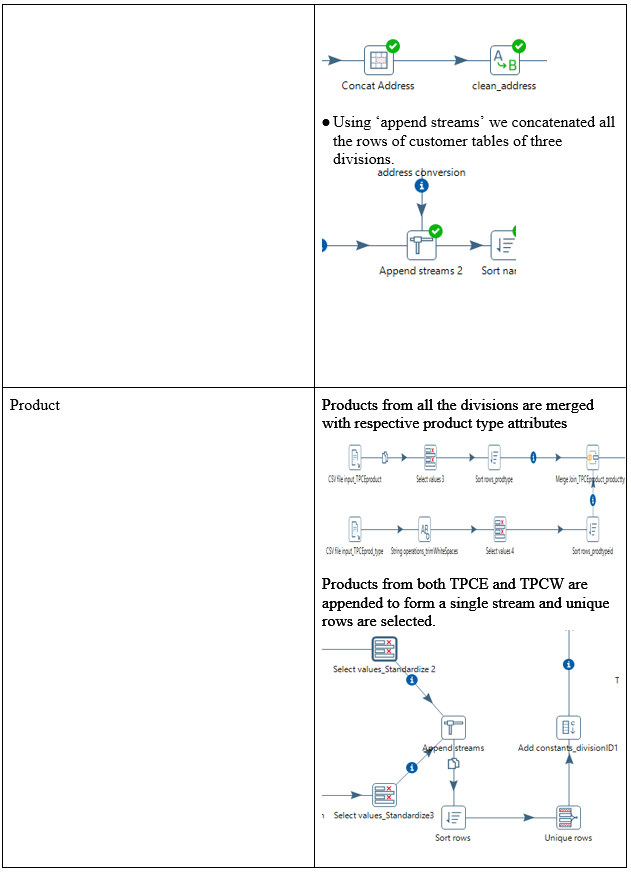 Concat Address clean_address
● Using ‘append streams’ we concatenated all
the rows of customer tables of three
divisions.
address conversion
Append streams 2 Sort nar
Product
Products from all the divisions are merged
with respective product type attributes
CSV file input_TPCEproduct Select values 3 Sort rows_prodtype Merge Join_TPCEproduct_productty
CSV file input_TPCEprod_type String operations_trimWhiteSpaces Select values 4 Sort rows_prodtypeid
Products from both TPCE and TPCW are
appended to form a single stream and unique
rows are selected.
Select values_Standardize 2
T
Append streams Add constants_divisionID1
Select values_Standardize3
Sort rows Unique rows